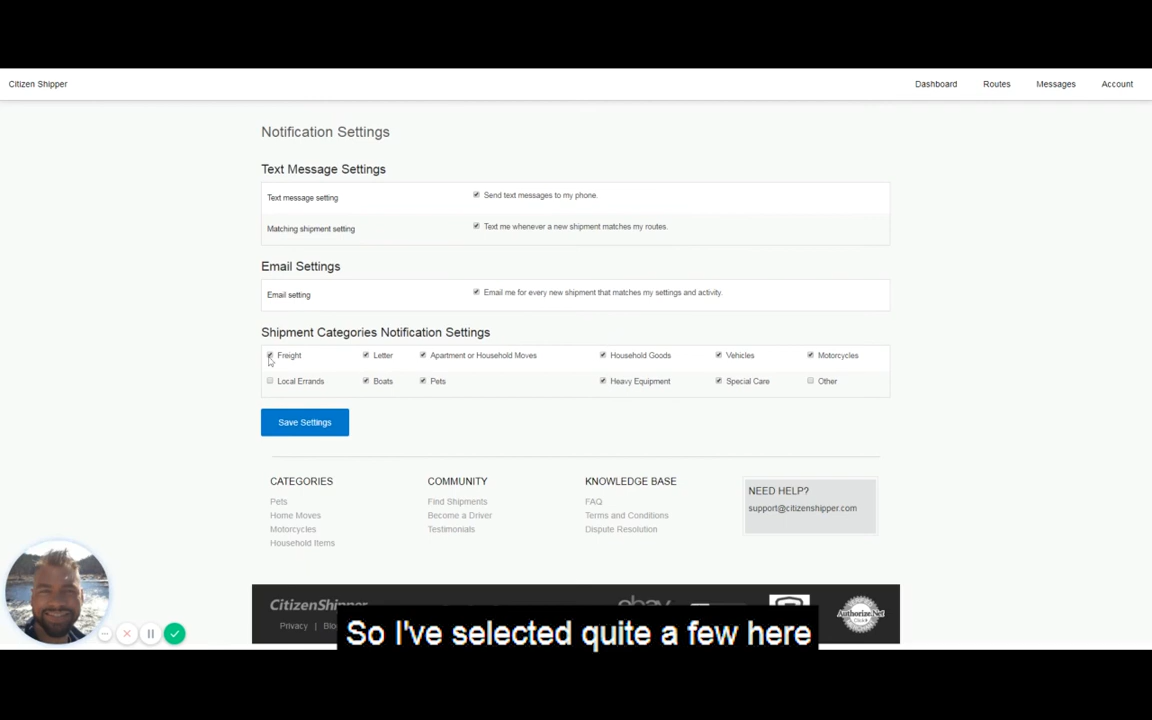 Citizen Shipper
Dashboard Routes Messages Account
Notification Settings
Text Message Settings
Text message setting Send text messages to my phone.
Matching shipment setting Text me whenever a new shipment matches my routes.
Email Settings
Email setting Email me for every new shipment that matches my settings and activity.
Shipment Categories Notification Settings
Freight Letter Apartment or Household Moves Household Goods Vehicles Motorcycles
Local Errands Boats Pets Heavy Equipment Special Care Other
Save Settings
CATEGORIES COMMUNITY KNOWLEDGE BASE NEED HELP?
Pets Find Shipments FAQ support@citizenshipper.com
Home Moves Become a Driver Terms and Conditions
Motorcycles Testimonials Dispute Resolution
Household Items
CitizenShipper ebay Authorize.Net
Privacy |
So I've selected quite a few here